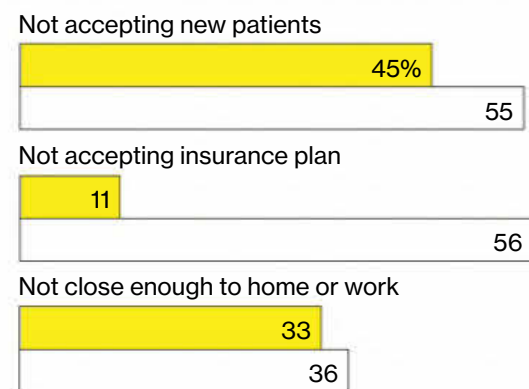 Not accepting new patients
45%
55
Not accepting insurance plan
11
56
Not close enough to home or work
33
36